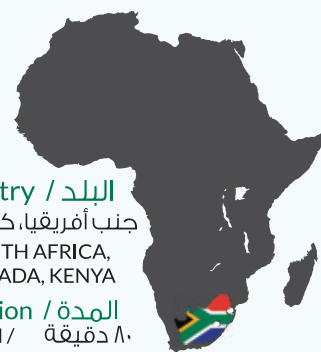 try / البلد
جنب أفريقيا، ك
TH AFRICA,
ADA, KENYA
ion / المدة
٨٠ دقيقة /